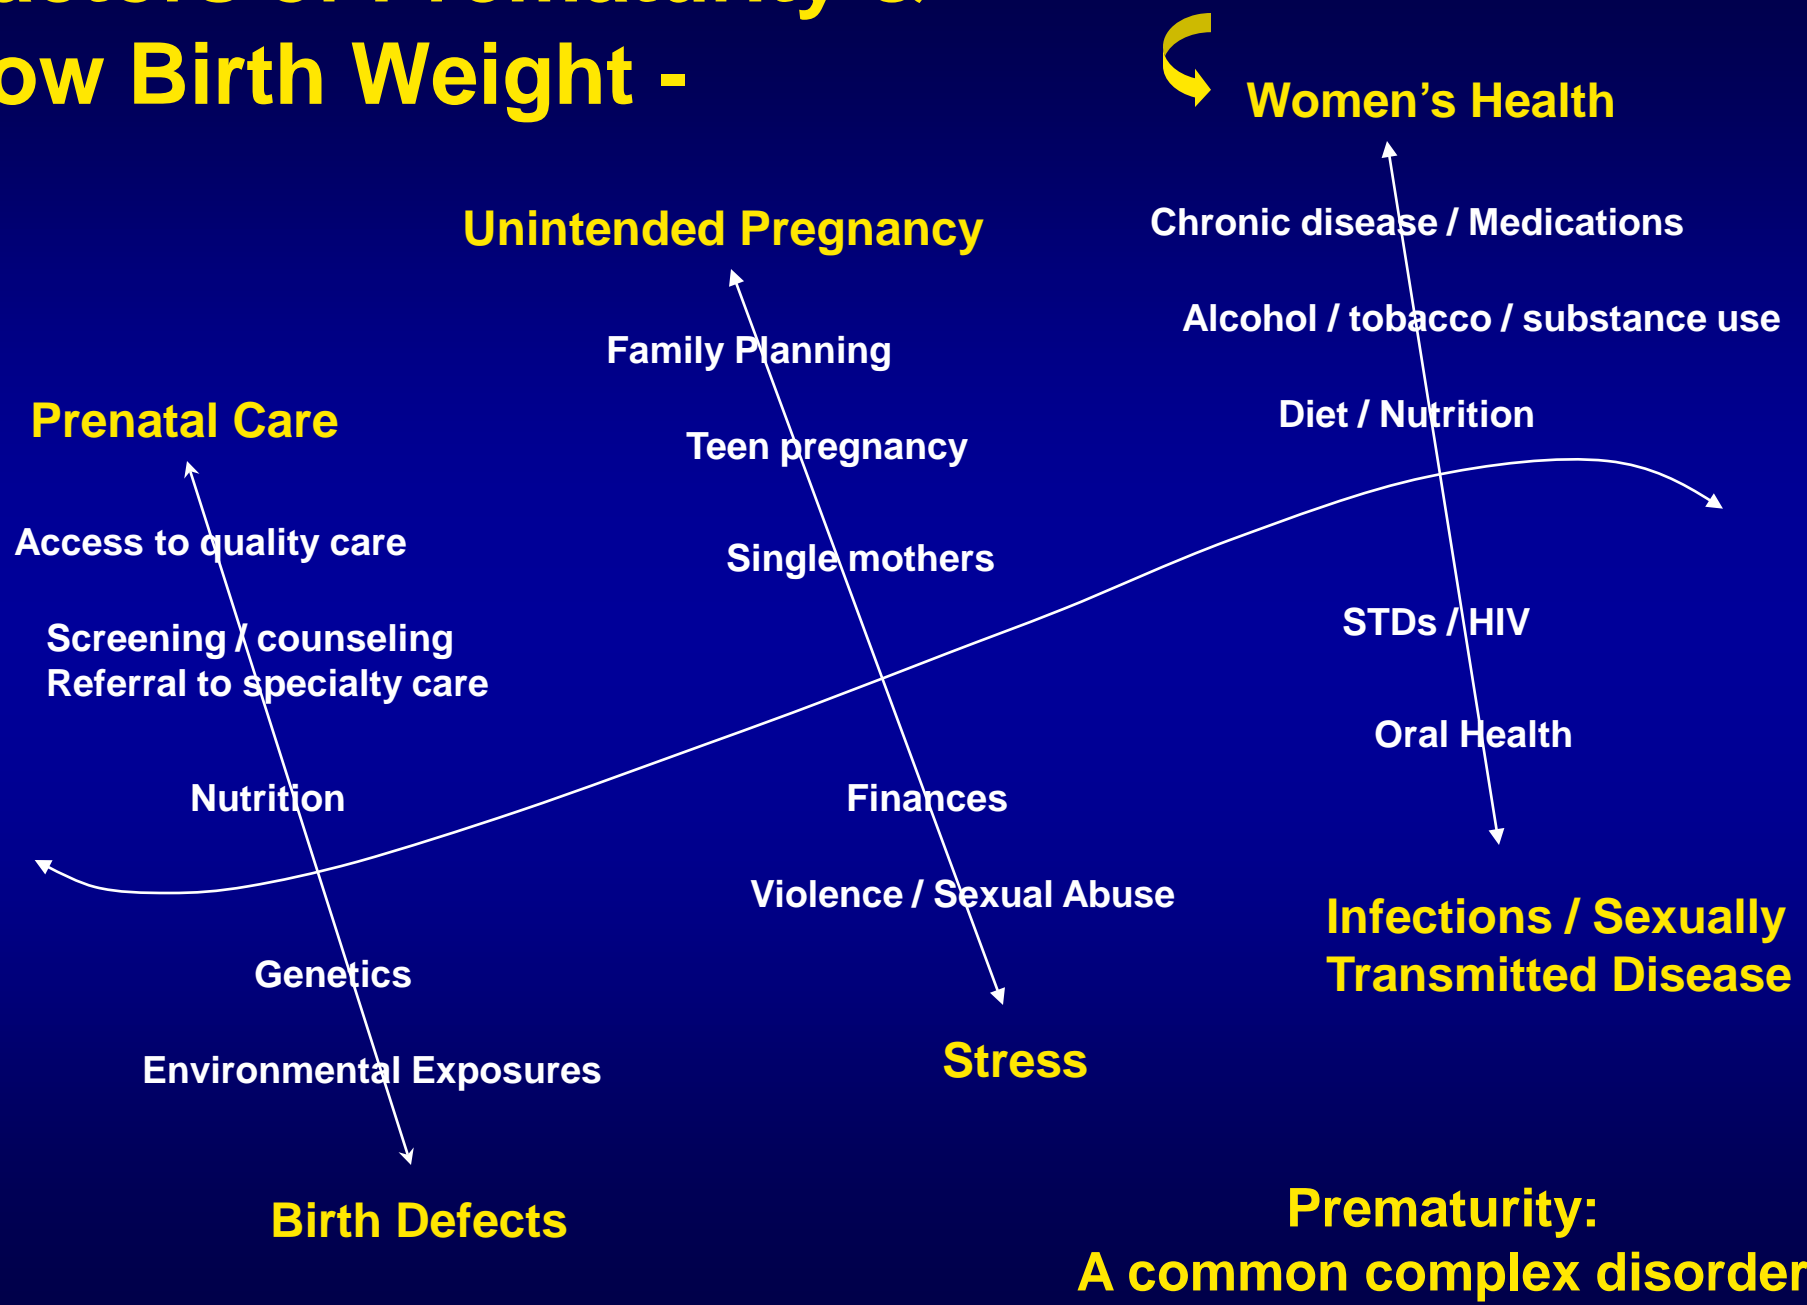 ow Birth Weight -
Women’s Health
Unintended Pregnancy
Chronic disease / Medications
Alcohol / tobacco / substance use
Family Planning
Prenatal Care
Diet / Nutrition
Teen pregnancy
Access to quality care
Single mothers
Screening / counseling
Referral to specialty care
STDs / HIV
Oral Health
Nutrition
Finances
Violence / Sexual Abuse
Infections / Sexually
Transmitted Disease
Genetics
Environmental Exposures
Stress
Birth Defects
Prematurity:
A common complex disorder